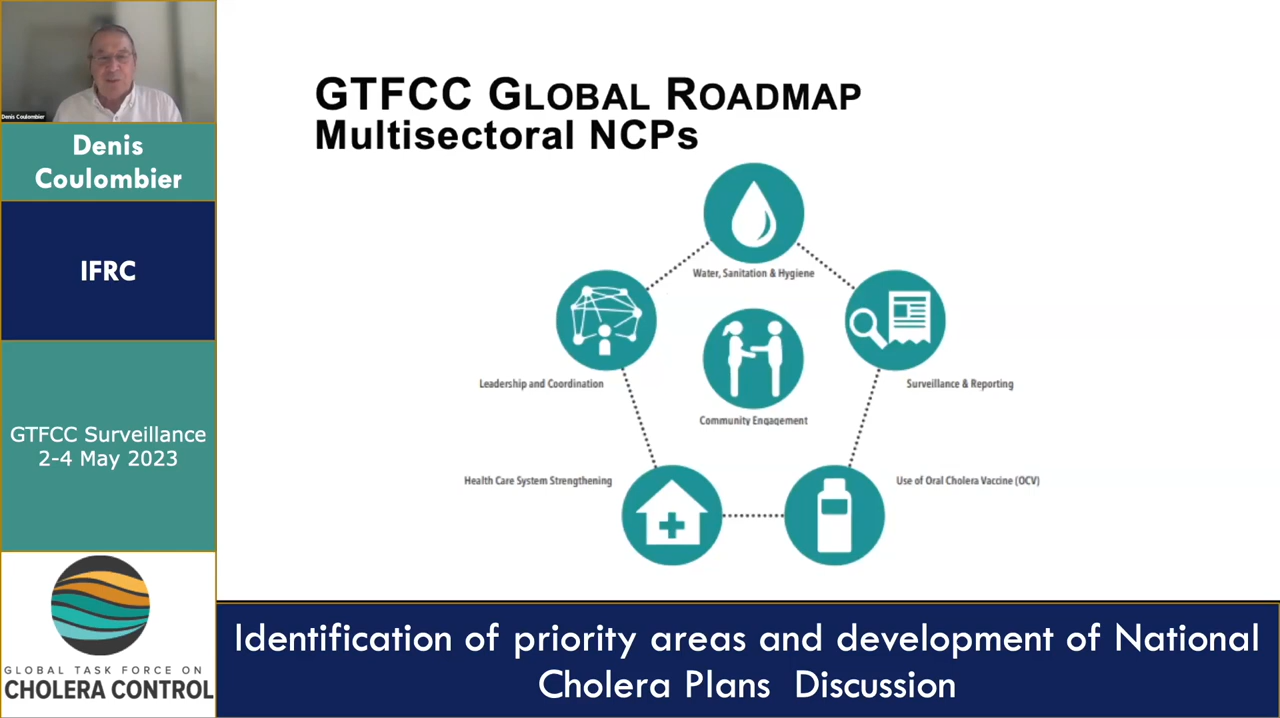 Denis Coulombier
Denis
Coulombier
IFRC
GTFCC Surveillance
2-4 May 2023
GLOBAL TASK FORCE ON
CHOLERA CONTROL
GTFCC GLOBAL ROADMAP
Multisectoral NCPs
Water, Sanitation & Hygiene
Leadership and Coordination
Surveillance & Reporting
Community Engagement
Health Care System Strengthening
Use of Oral Cholera Vaccine (OCV)
Identification of priority areas and development of National
Cholera Plans  Discussion